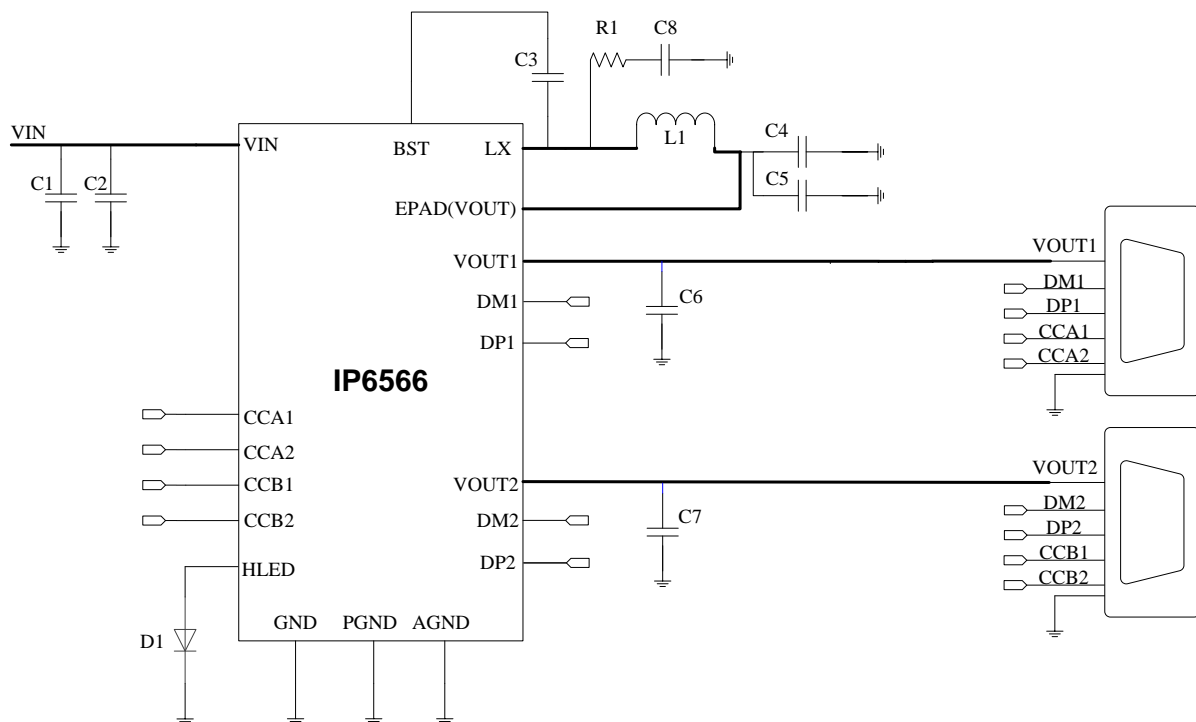 R1
C8
C3
VIN
VIN
BST
LX
L1
C4
C1
C2
C5
EPAD(VOUT)
VOUT1
VOUT1
DM1
DM1
C6
DP1
DP1
CCA1
CCA2
IP6566
CCA1
CCA2
CCB1
CCB2
VOUT2
VOUT2
DM2
DM2
C7
DP2
DP2
CCB1
CCB2
HLED
D1
GND
PGND
AGND